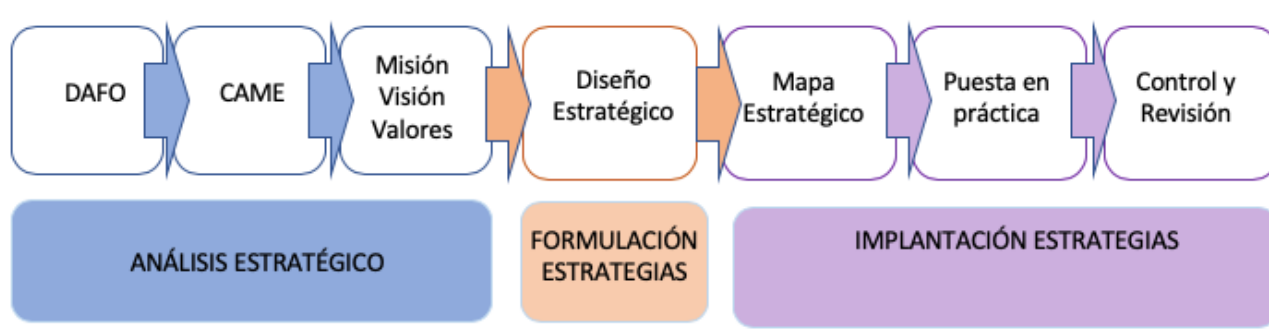 DAFO
CAME
Misión
Visión
Valores
Diseño
Estratégico
Mapa
Estratégico
Puesta en
práctica
Control y
Revisión
ANÁLISIS ESTRATÉGICO
FORMULACIÓN
ESTRATEGIAS
IMPLANTACIÓN ESTRATEGIAS